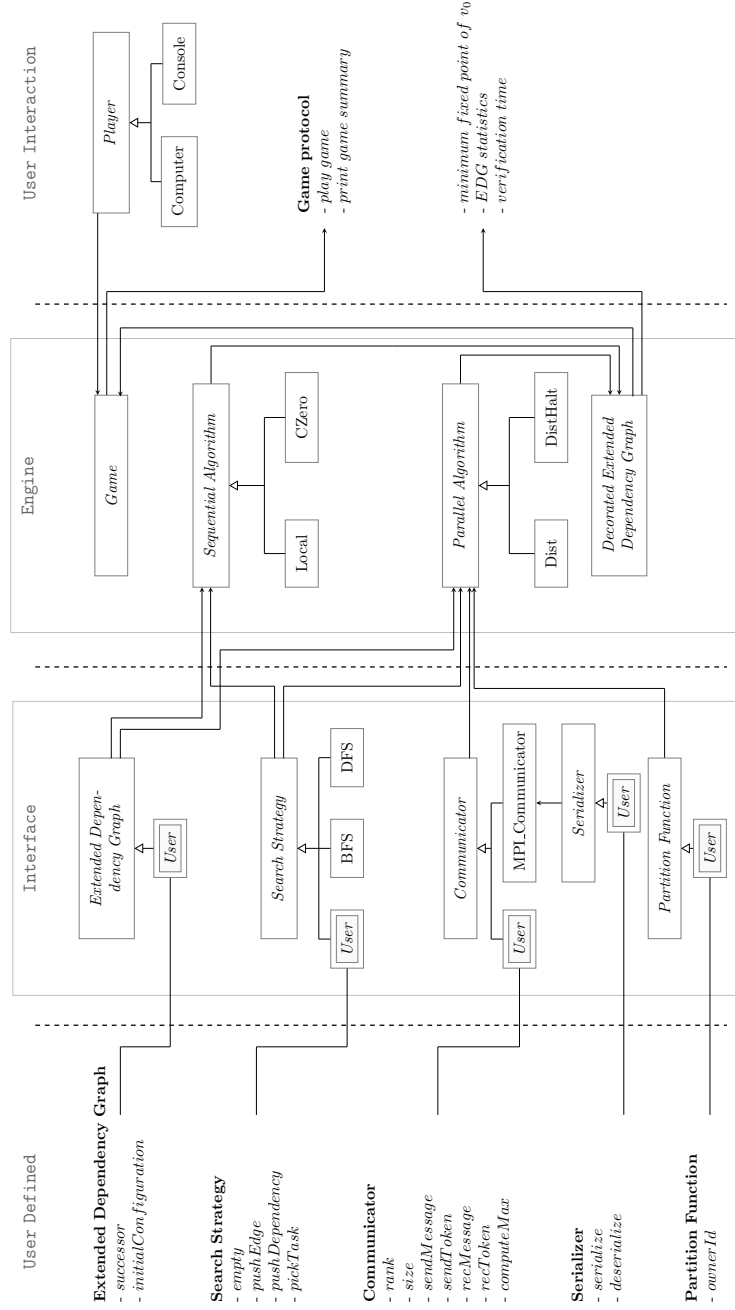 User Defined
Extended Dependency Graph
- successor
- initialConfiguration
Search Strategy
- empty
- pushEdge
- pushDependency
- pickTask
Communicator
- rank
- size
- sendMessage
- sendToken
- recMessage
- recToken
- computeMax
Serializer
- serialize
- deserialize
Partition Function
- ownerId
Interface
Extended Depen-
dency Graph
User
Search Strategy
User
BFS
DFS
Communicator
User
MPI_Communicator
Serializer
User
Partition Function
User
Engine
Game
Sequential Algorithm
Local
CZero
Parallel Algorithm
Dist
DistHalt
Decorated Extended
Dependency Graph
User Interaction
Player
Computer
Console
Game protocol
- play game
- print game summary
- minimum fixed point of v₀
- EDG statistics
- verification time